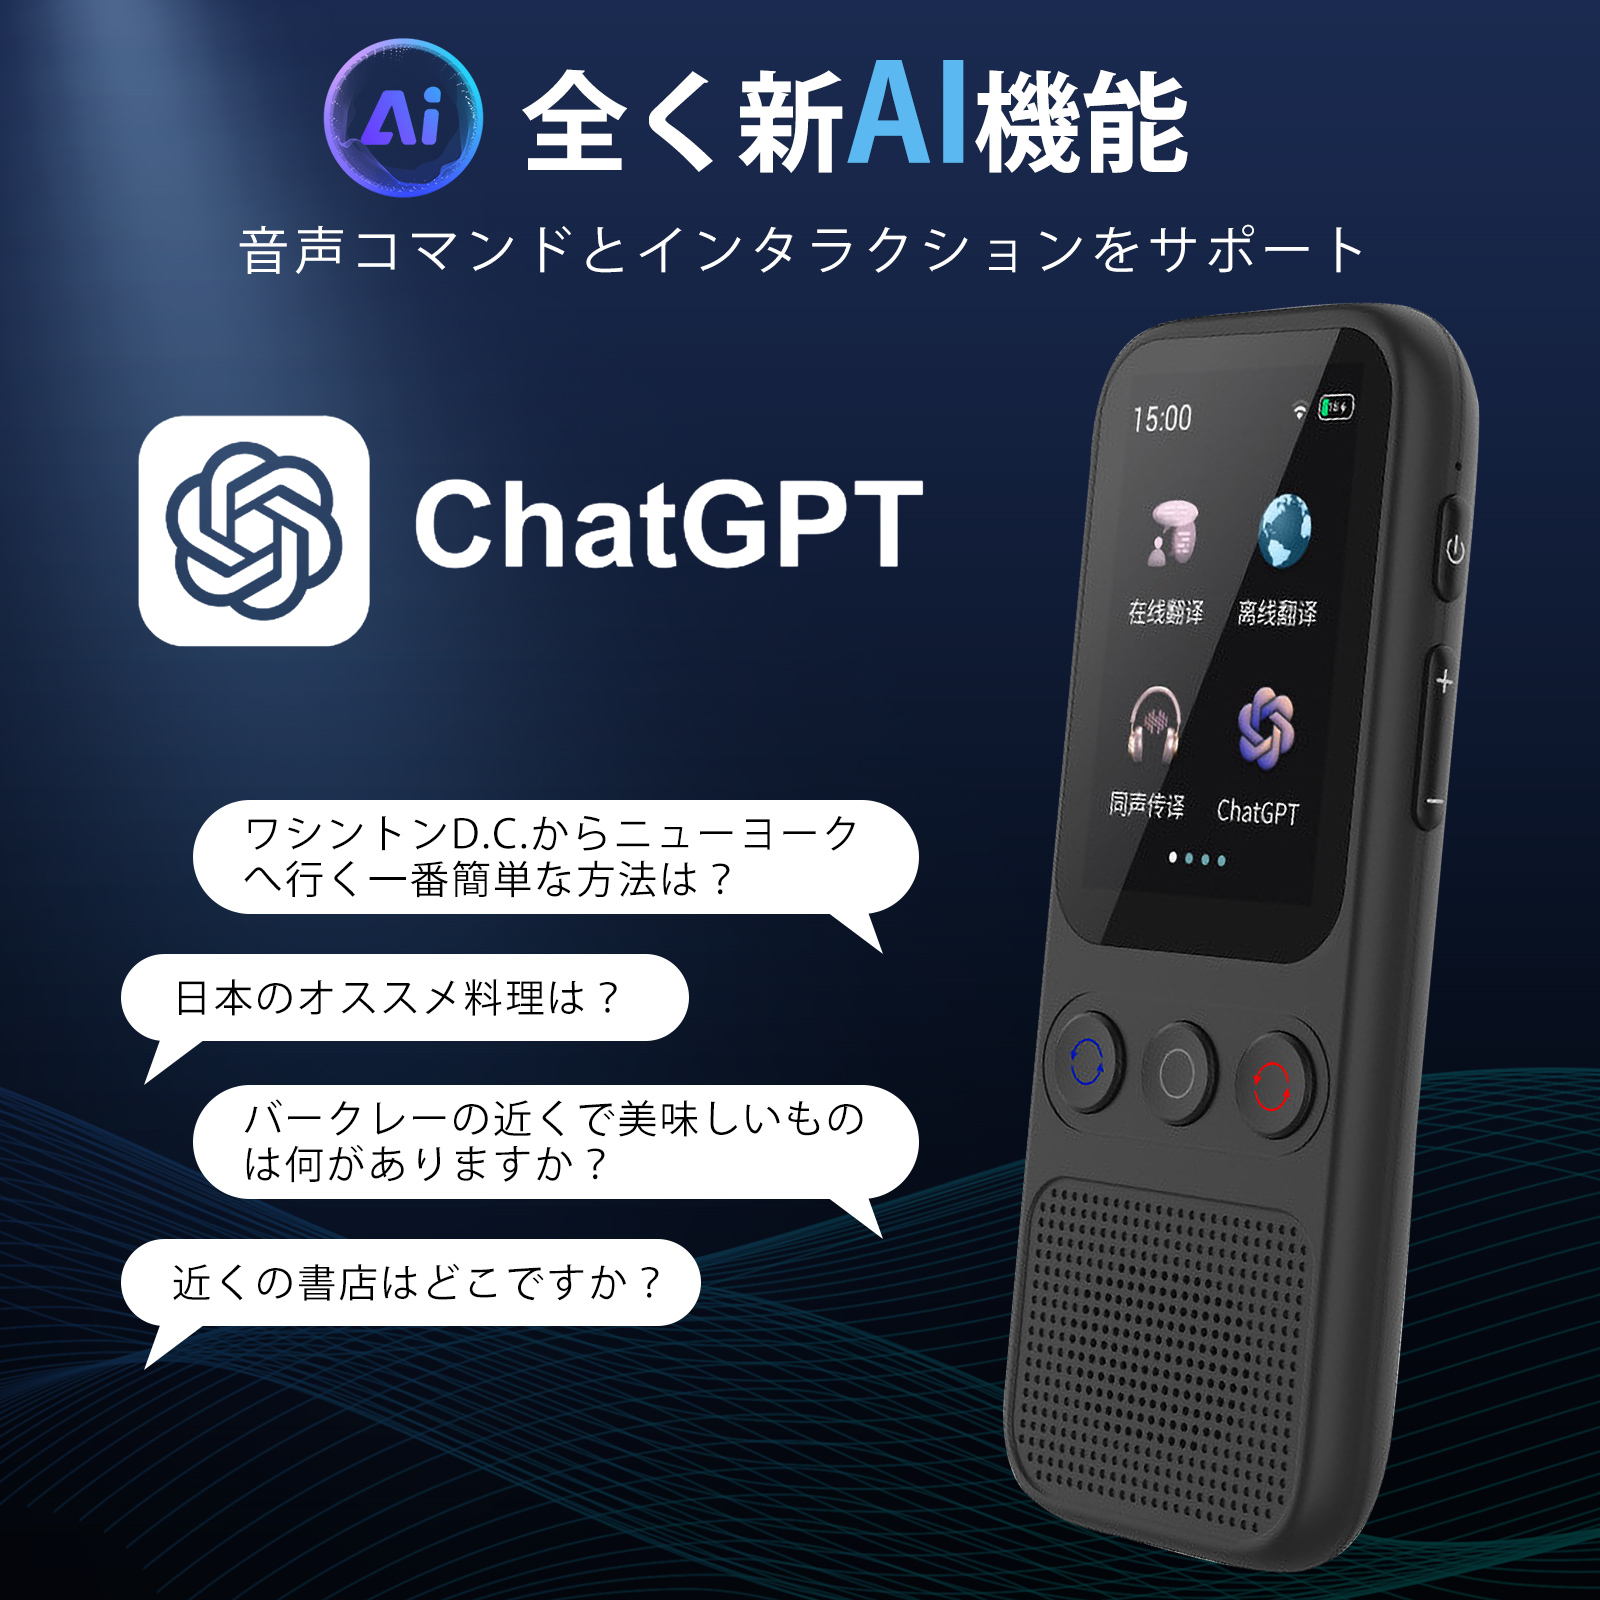 Ai
全く新AI機能
音声コマンドとインタラクションをサポート
ChatGPT
15:00
在线翻译
离线翻译
同声传译
ChatGPT
ワシントンD.C.からニューヨーク
へ行く一番簡単な方法は？
日本のオススメ料理は？
バークレーの近くで美味しいもの
は何がありますか？
近くの書店はどこですか？